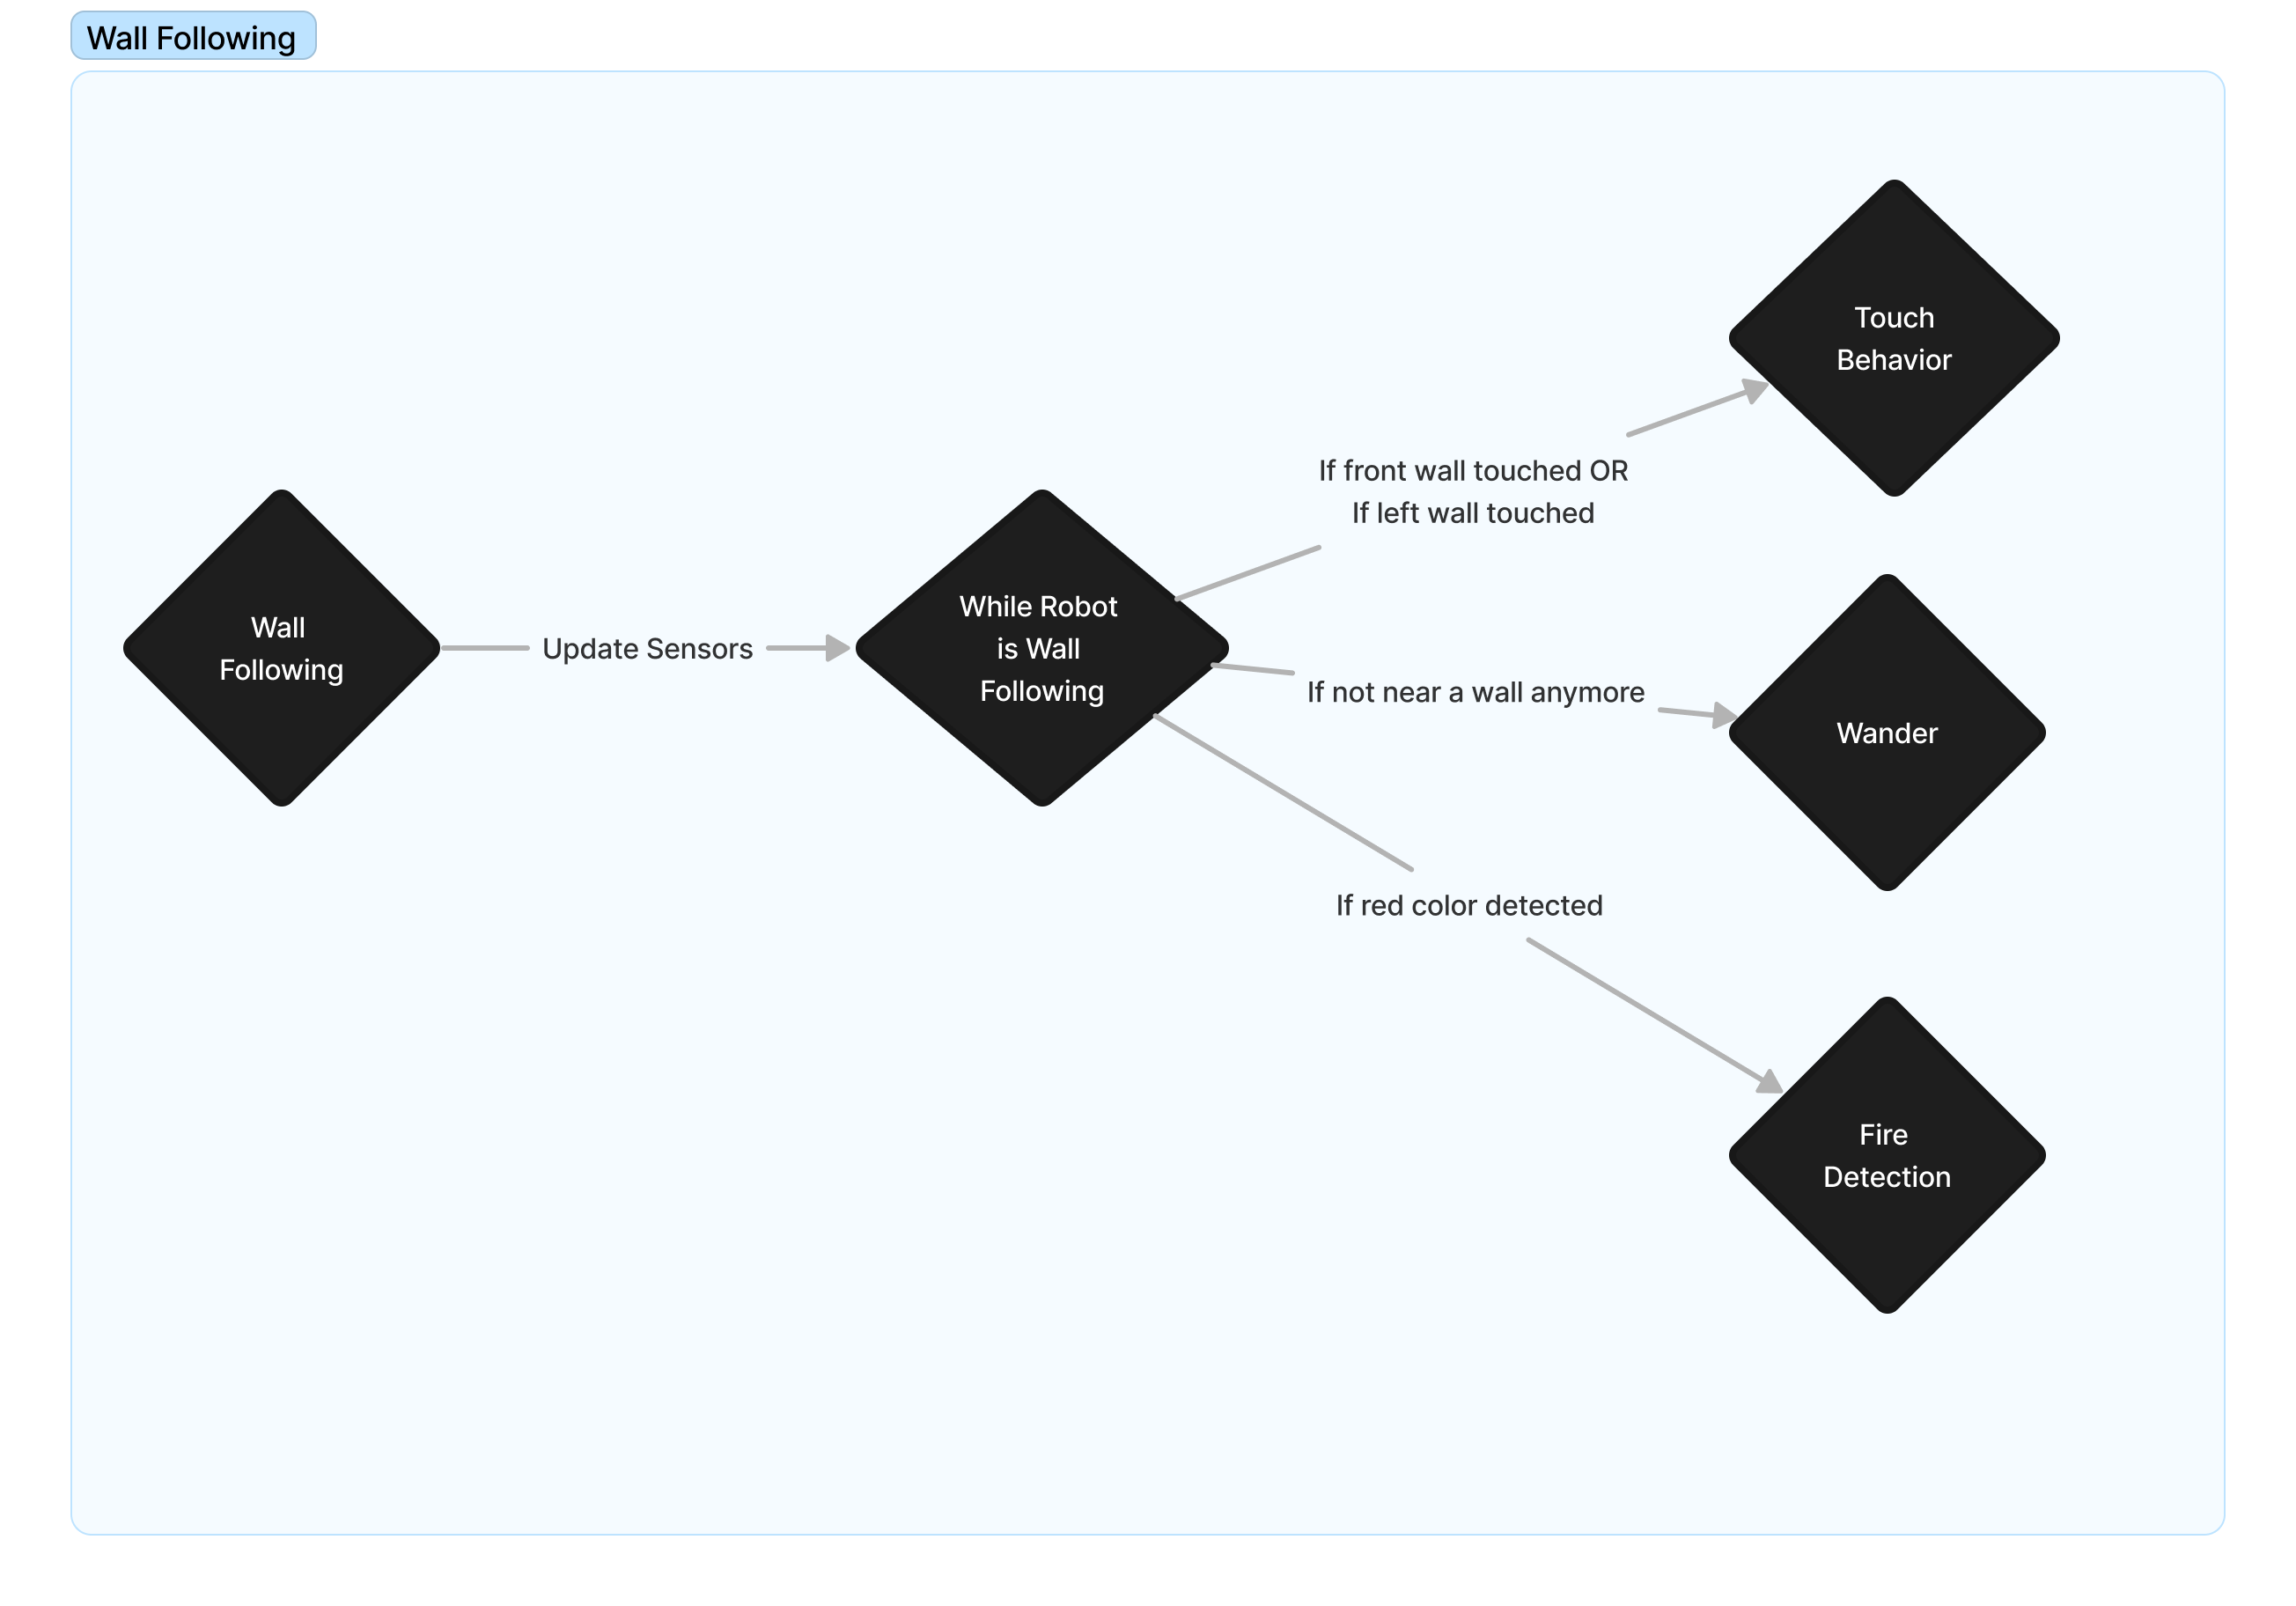 Wall Following
Wall
Following
Update Sensors
While Robot
is Wall
Following
If front wall touched OR
If left wall touched
Touch
Behavior
If not near a wall anymore
Wander
If red color detected
Fire
Detection